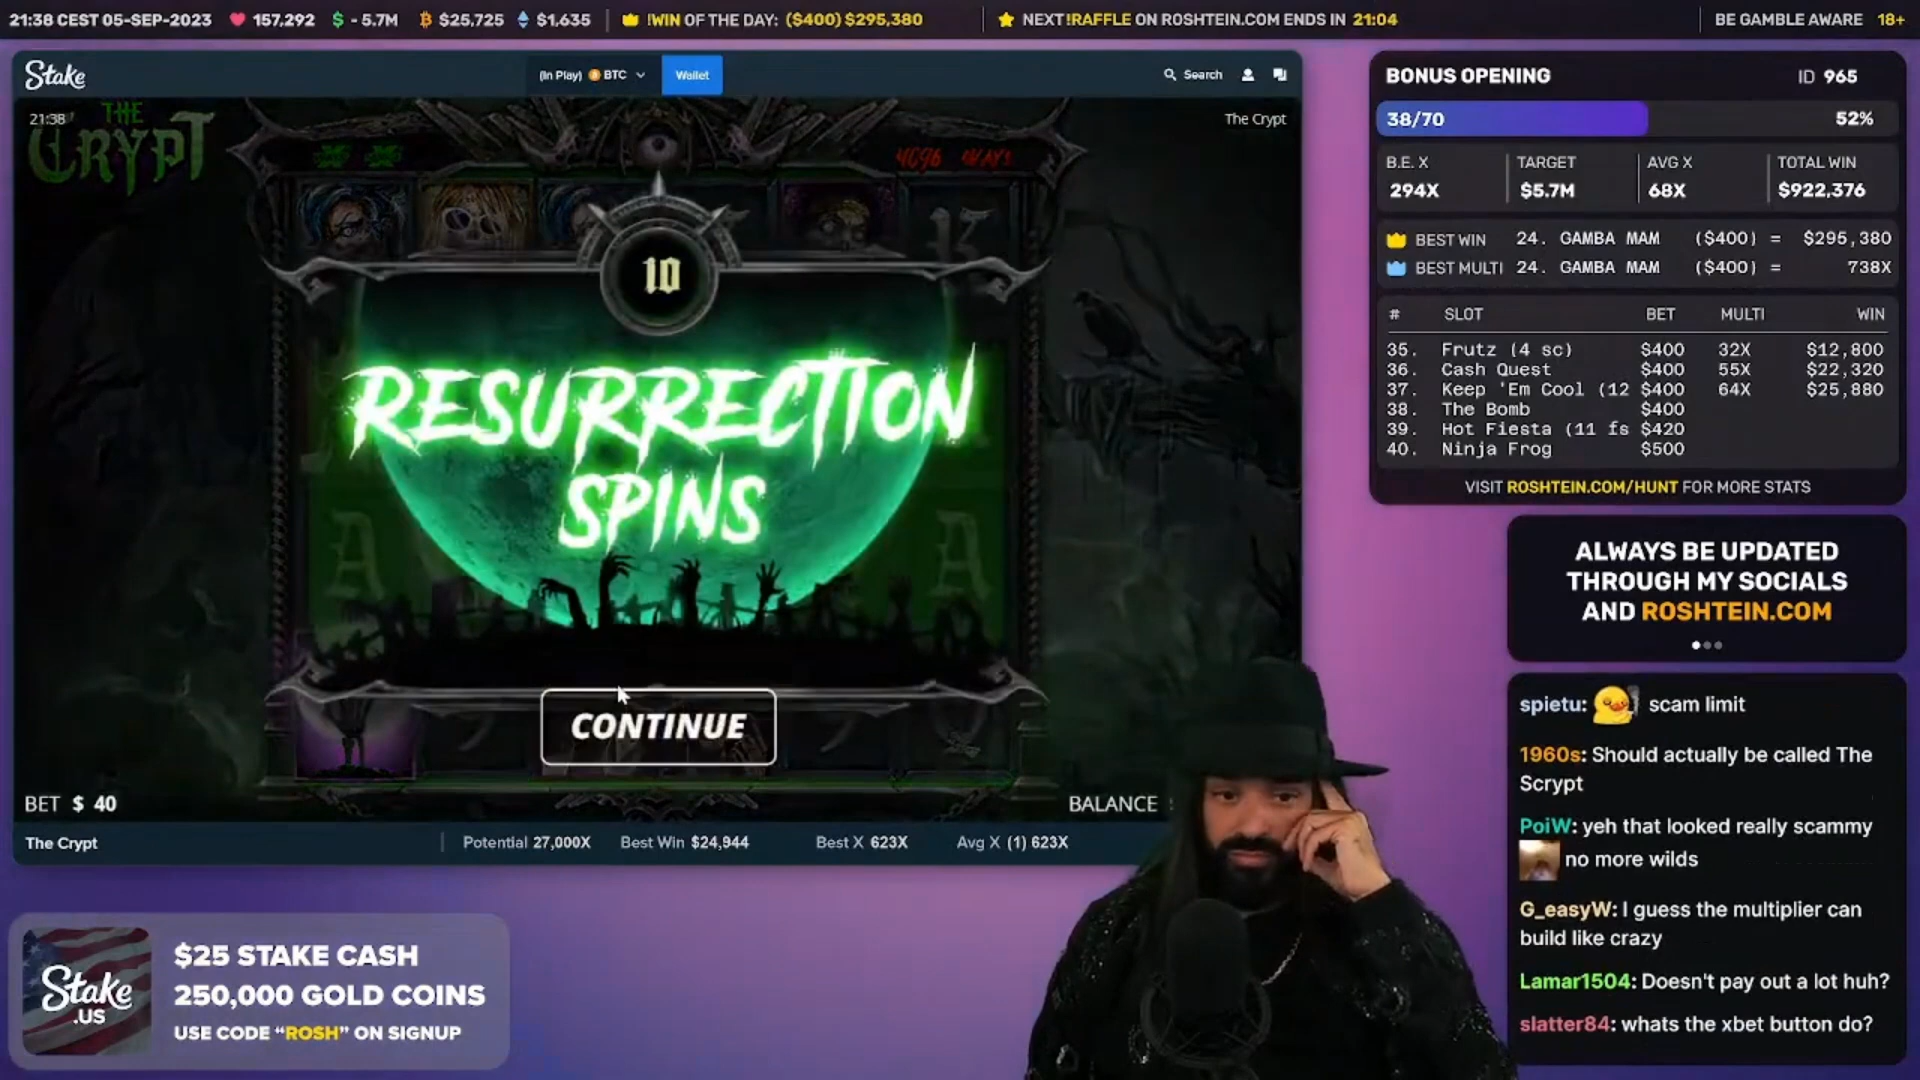 21:38 CEST 05-SEP-2023 157,292 $ - 5.7M $25,725 $1,635 !WIN OF THE DAY: ($400) $295,380 NEXT !RAFFLE ON ROSHTEIN.COM ENDS IN 21:04 BE GAMBLE AWARE 18+
Stake (In Play) BTC Wallet Search
21:38 THE CRYPT The Crypt
4096 WAYS
10
RESURRECTION
SPINS
CONTINUE
BET $ 40 BALANCE
The Crypt Potential 27,000X Best Win $24,944 Best X 623X Avg X (1) 623X
BONUS OPENING ID 965
38/70 52%
B.E. X TARGET AVG X TOTAL WIN
294X $5.7M 68X $922,376
BEST WIN 24. GAMBA MAM ($400) = $295,380
BEST MULTI 24. GAMBA MAM ($400) = 738X
# SLOT BET MULTI WIN
35. Frutz (4 sc) $400 32X $12,800
36. Cash Quest $400 55X $22,320
37. Keep 'Em Cool (12 $400 64X $25,880
38. The Bomb $400
39. Hot Fiesta (11 fs $420
40. Ninja Frog $500
VISIT ROSHTEIN.COM/HUNT FOR MORE STATS
ALWAYS BE UPDATED
THROUGH MY SOCIALS
AND ROSHTEIN.COM
spietu: scam limit
1960s: Should actually be called The
Scrypt
PoiW: yeh that looked really scammy
no more wilds
G_easyW: I guess the multiplier can
build like crazy
Lamar1504: Doesn't pay out a lot huh?
slatter84: whats the xbet button do?
Stake
.US
$25 STAKE CASH
250,000 GOLD COINS
USE CODE “ROSH” ON SIGNUP